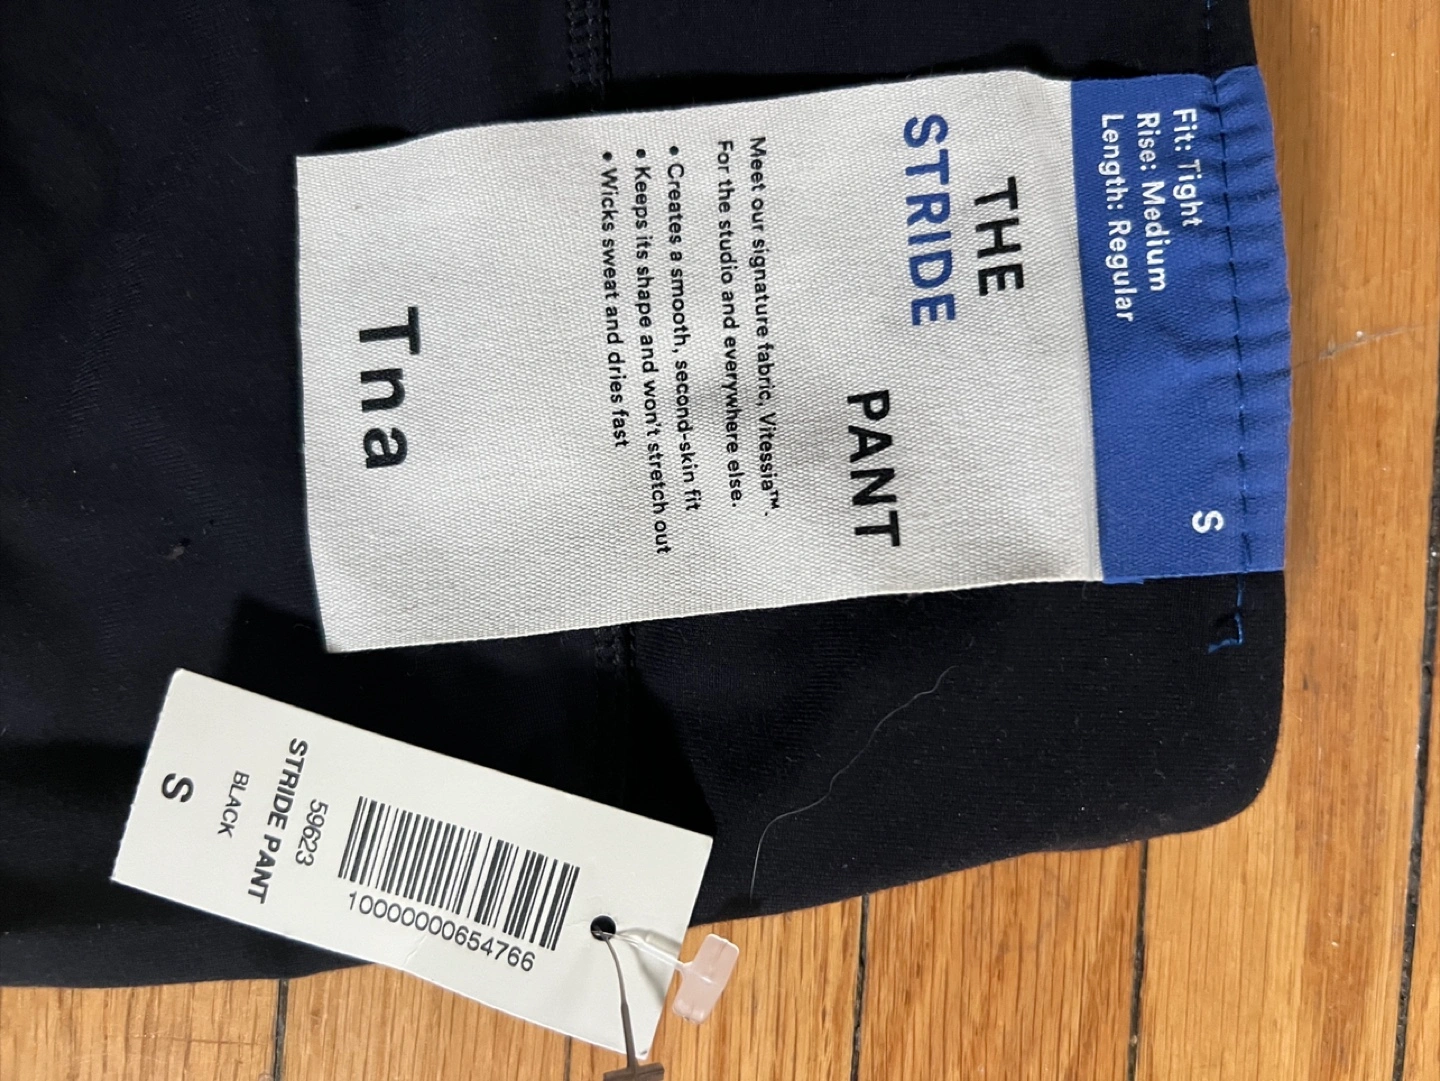 Fit: Tight
Rise: Medium
Length: Regular
S
THE
STRIDE
PANT
Meet our signature fabric, Vitessia™.
For the studio and everywhere else.
• Creates a smooth, second-skin fit
• Keeps its shape and won't stretch out
• Wicks sweat and dries fast
Tna
1000000654766
59623
STRIDE PANT
BLACK
S